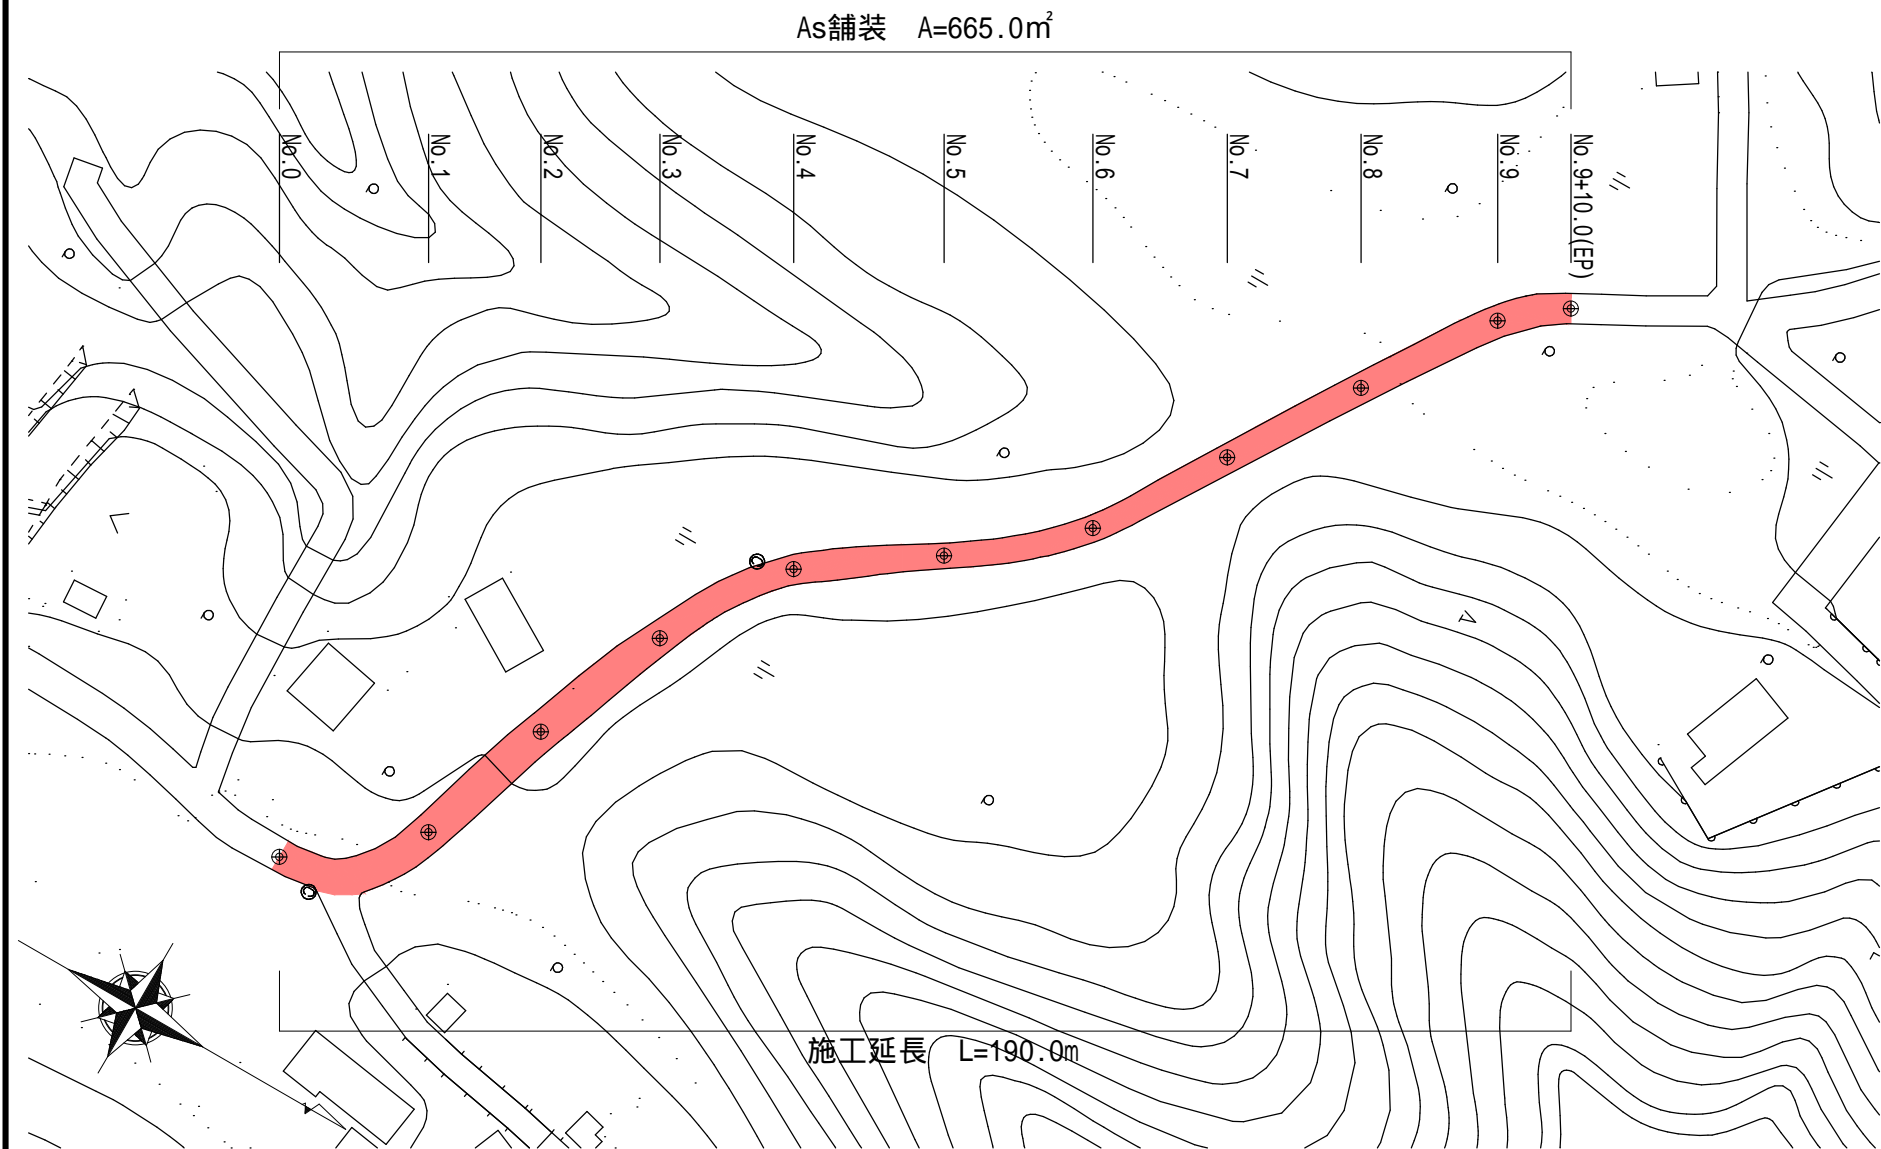 As舗装　A=665.0㎡
No.0
No.1
No.2
No.3
No.4
No.5
No.6
No.7
No.8
No.9
No.9+10.0(EP)
施工延長　L=190.0m